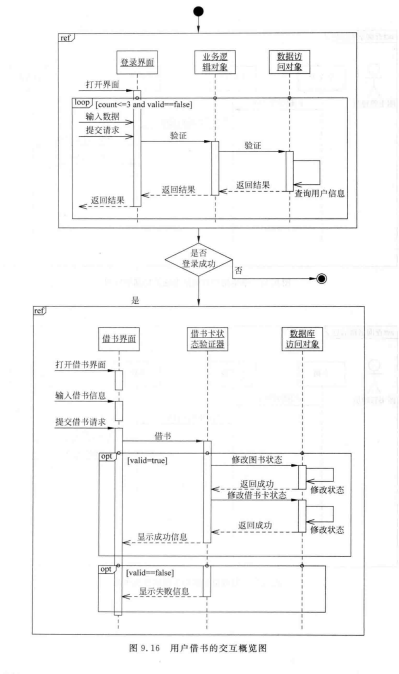 ref
登录界面
业务逻
辑对象
数据访
问对象
打开界面
loop
[count<=3 and valid==false]
输入数据
提交请求
验证
验证
返回结果
返回结果
返回结果
查询用户信息
是否
登录成功
否
是
ref
借书界面
借书卡状
态验证器
数据库
访问对象
打开借书界面
输入借书信息
提交借书请求
借书
opt
[valid=true]
修改图书状态
返回成功
修改状态
修改借书卡状态
返回成功
修改状态
显示成功信息
opt
[valid==false]
显示失败信息
图 9.16 用户借书的交互概览图